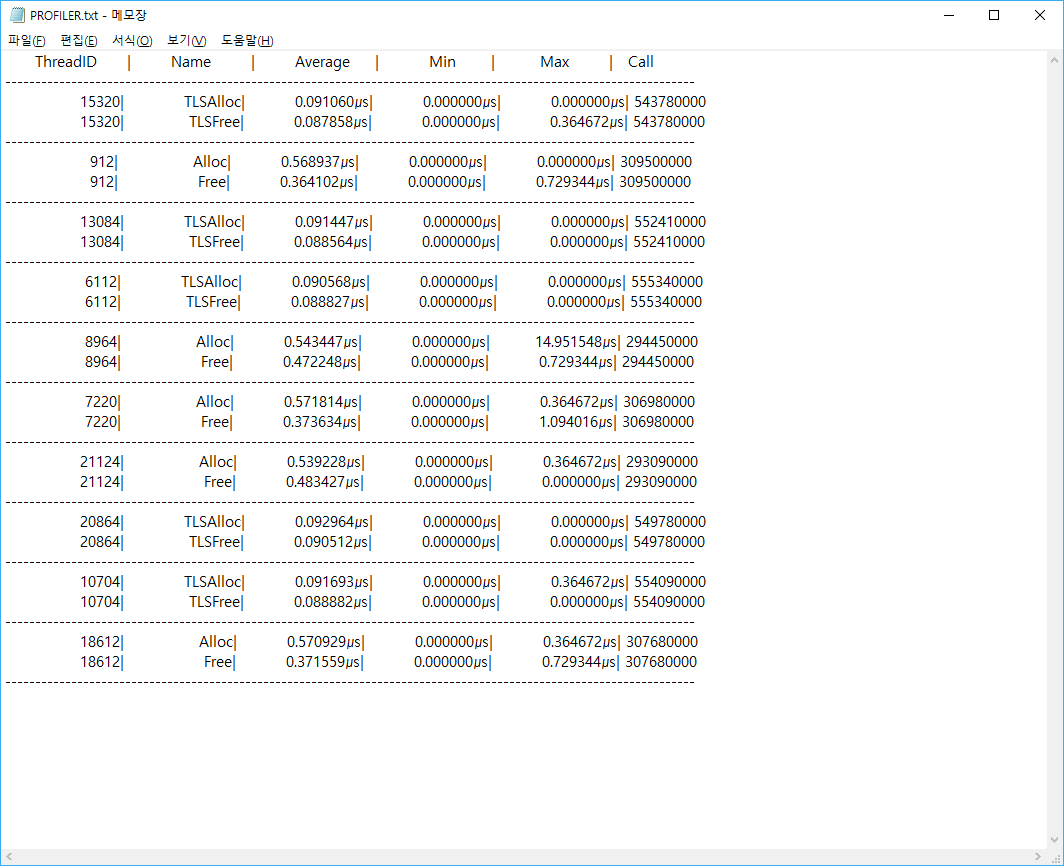 PROFILER.txt - 메모장
파일(F) 편집(E) 서식(O) 보기(V) 도움말(H)
ThreadID | Name | Average | Min | Max | Call
---------------------------------------------------------------------------------------------------
15320| TLSAlloc| 0.091060㎲| 0.000000㎲| 0.000000㎲| 543780000
15320| TLSFree| 0.087858㎲| 0.000000㎲| 0.364672㎲| 543780000
---------------------------------------------------------------------------------------------------
912| Alloc| 0.568937㎲| 0.000000㎲| 0.000000㎲| 309500000
912| Free| 0.364102㎲| 0.000000㎲| 0.729344㎲| 309500000
---------------------------------------------------------------------------------------------------
13084| TLSAlloc| 0.091447㎲| 0.000000㎲| 0.000000㎲| 552410000
13084| TLSFree| 0.088564㎲| 0.000000㎲| 0.000000㎲| 552410000
---------------------------------------------------------------------------------------------------
6112| TLSAlloc| 0.090568㎲| 0.000000㎲| 0.000000㎲| 555340000
6112| TLSFree| 0.088827㎲| 0.000000㎲| 0.000000㎲| 555340000
---------------------------------------------------------------------------------------------------
8964| Alloc| 0.543447㎲| 0.000000㎲| 14.951548㎲| 294450000
8964| Free| 0.472248㎲| 0.000000㎲| 0.729344㎲| 294450000
---------------------------------------------------------------------------------------------------
7220| Alloc| 0.571814㎲| 0.000000㎲| 0.364672㎲| 306980000
7220| Free| 0.373634㎲| 0.000000㎲| 1.094016㎲| 306980000
---------------------------------------------------------------------------------------------------
21124| Alloc| 0.539228㎲| 0.000000㎲| 0.364672㎲| 293090000
21124| Free| 0.483427㎲| 0.000000㎲| 0.000000㎲| 293090000
---------------------------------------------------------------------------------------------------
20864| TLSAlloc| 0.092964㎲| 0.000000㎲| 0.000000㎲| 549780000
20864| TLSFree| 0.090512㎲| 0.000000㎲| 0.000000㎲| 549780000
---------------------------------------------------------------------------------------------------
10704| TLSAlloc| 0.091693㎲| 0.000000㎲| 0.364672㎲| 554090000
10704| TLSFree| 0.088882㎲| 0.000000㎲| 0.000000㎲| 554090000
---------------------------------------------------------------------------------------------------
18612| Alloc| 0.570929㎲| 0.000000㎲| 0.364672㎲| 307680000
18612| Free| 0.371559㎲| 0.000000㎲| 0.729344㎲| 307680000
---------------------------------------------------------------------------------------------------